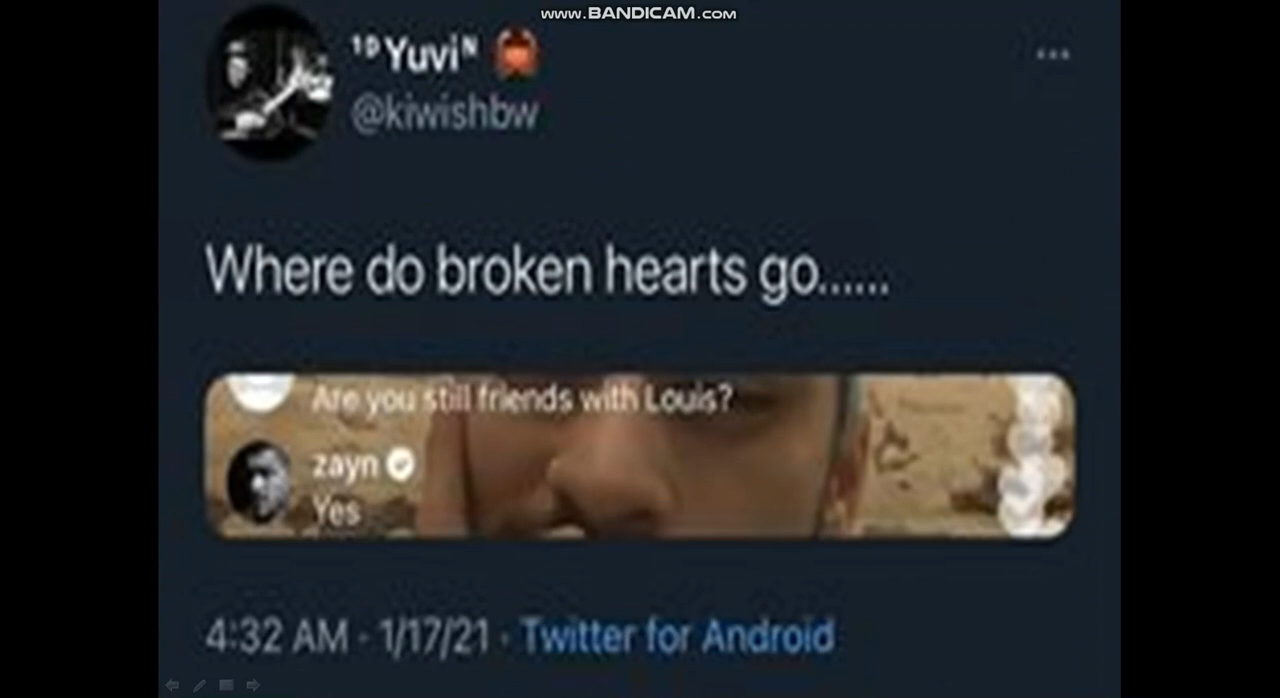 www.BANDICAM.com
¹ᴰYuviᴺ
@kiwishbw
Where do broken hearts go......
Are you still friends with Louis?
zayn
Yes
4:32 AM · 1/17/21 · Twitter for Android